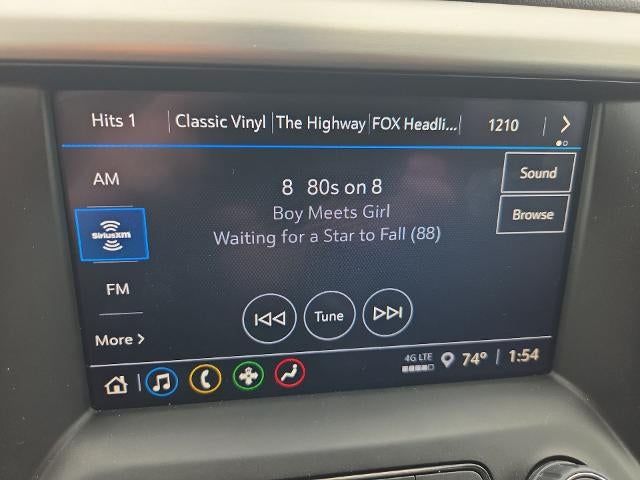 Hits 1 | Classic Vinyl | The Highway | FOX Headli... | 1210 | >
AM
Sound
8 80s on 8
SiriusXM
Boy Meets Girl
Browse
Waiting for a Star to Fall (88)
FM
Tune
More >
4G LTE 74° | 1:54